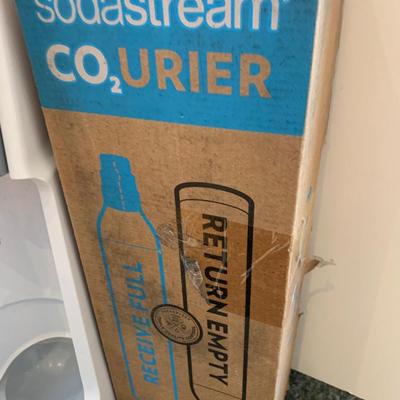 sodastream
CO₂URIER
RECEIVE FULL
RETURN EMPTY